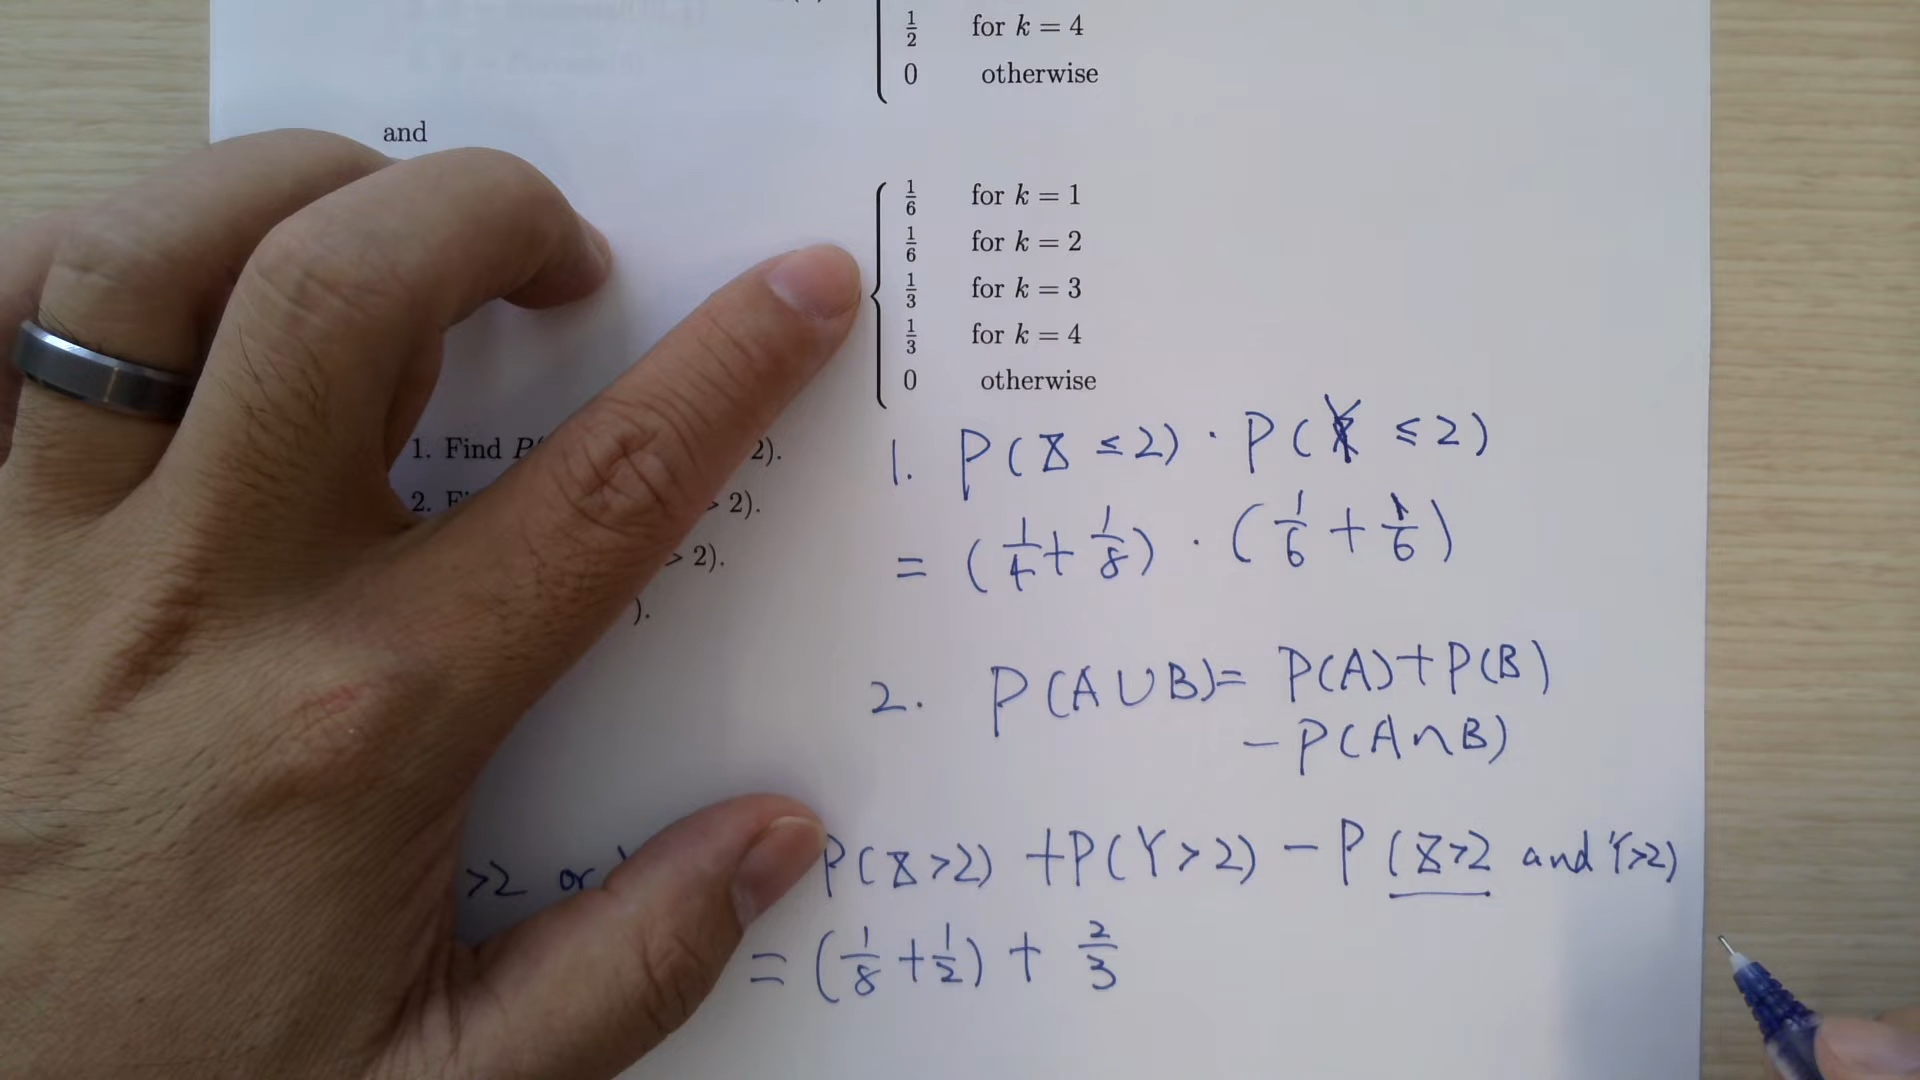 1/2 for k = 4
0 otherwise
and
1/6 for k = 1
1/6 for k = 2
1/3 for k = 3
1/3 for k = 4
0 otherwise
1. Find P 2).
2. > 2).
> 2).
).
1. P(X ≤ 2) · P(Y ≤ 2)
= (1/4 + 1/8) · (1/6 + 1/6)
2. P(A∪B) = P(A)+P(B)
− P(A∩B)
>2 or P(X>2) + P(Y>2) − P(X>2 and Y>2)
= (1/8 + 1/2) + 2/3